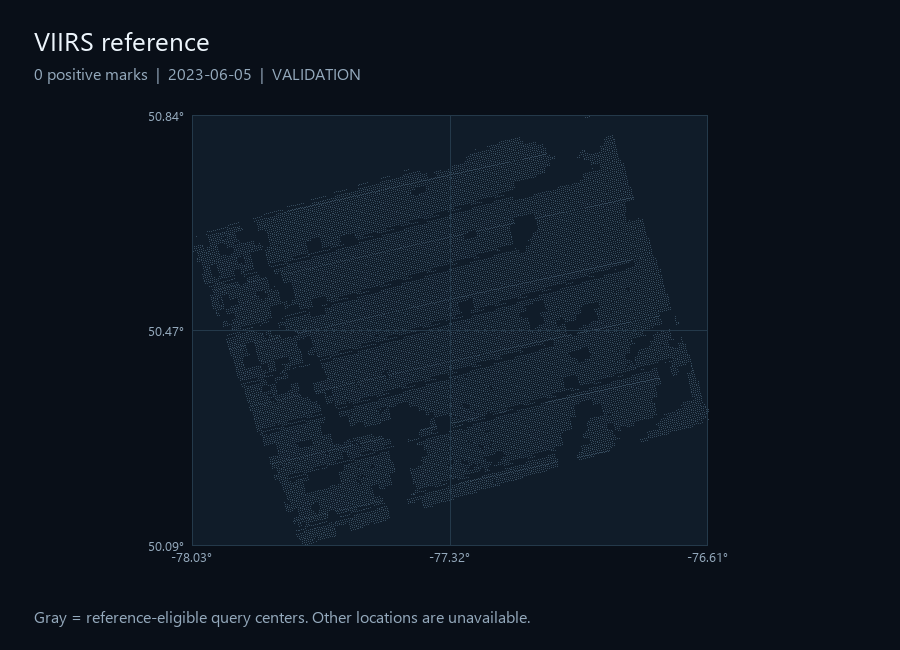 VIIRS reference
0 positive marks | 2023-06-05 | VALIDATION
50.84°
50.47°
50.09°
-78.03°
-77.32°
-76.61°
Gray = reference-eligible query centers. Other locations are unavailable.